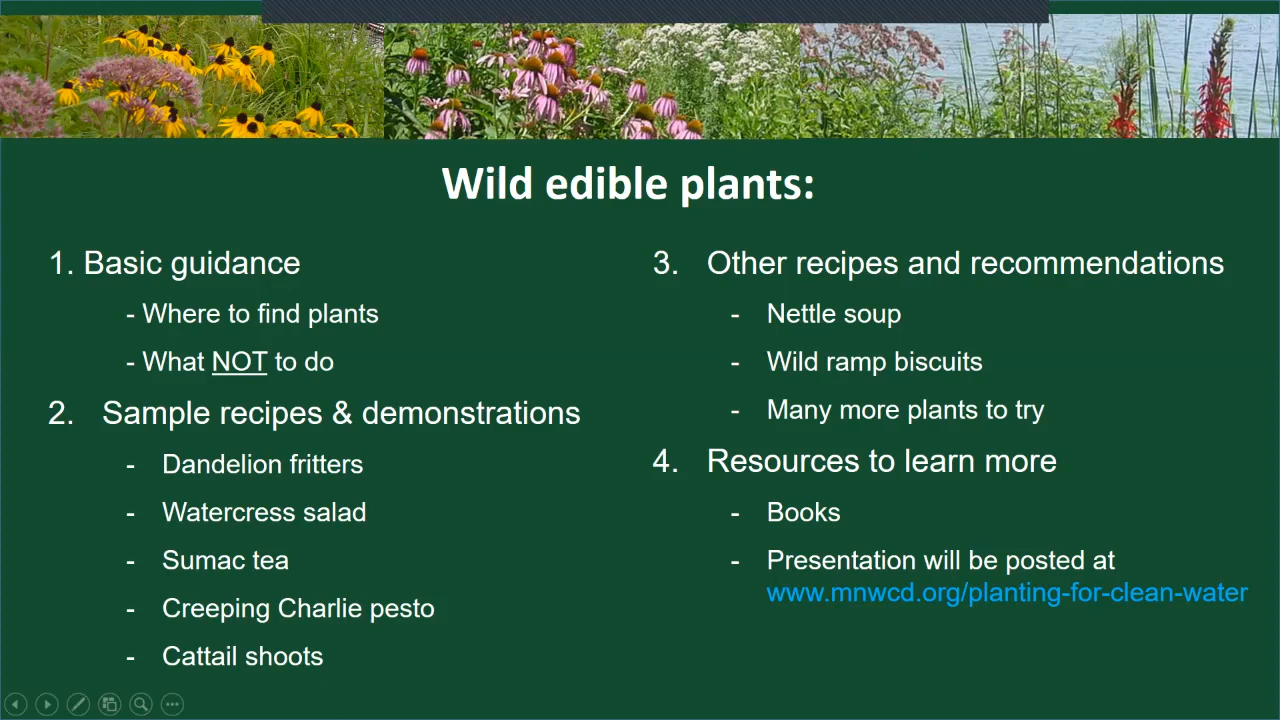 Wild edible plants:
1. Basic guidance
- Where to find plants
- What NOT to do
2. Sample recipes & demonstrations
- Dandelion fritters
- Watercress salad
- Sumac tea
- Creeping Charlie pesto
- Cattail shoots
3. Other recipes and recommendations
- Nettle soup
- Wild ramp biscuits
- Many more plants to try
4. Resources to learn more
- Books
- Presentation will be posted at
www.mnwcd.org/planting-for-clean-water